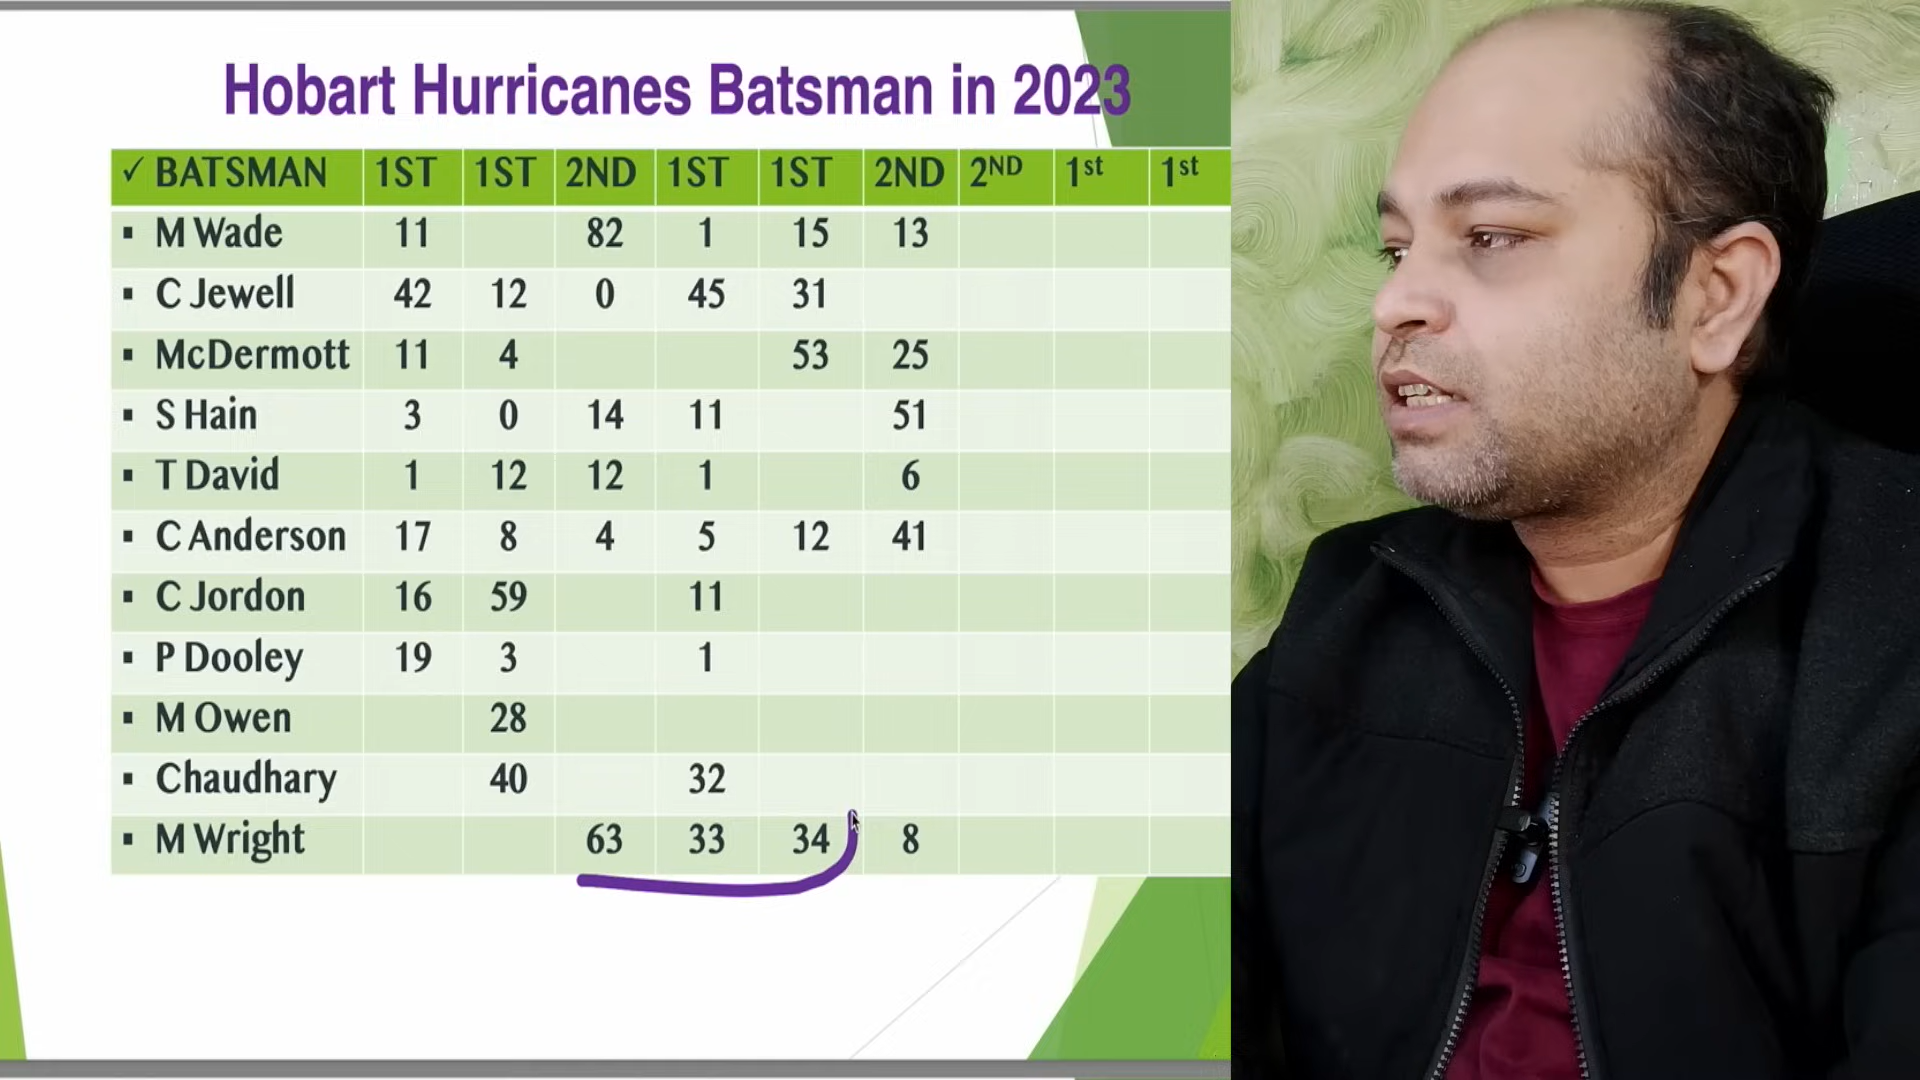 Hobart Hurricanes Batsman in 2023
✓ BATSMAN 1ST 1ST 2ND 1ST 1ST 2ND 2ND 1st 1st
▪ M Wade 11 82 1 15 13
▪ C Jewell 42 12 0 45 31
▪ McDermott 11 4 53 25
▪ S Hain 3 0 14 11 51
▪ T David 1 12 12 1 6
▪ C Anderson 17 8 4 5 12 41
▪ C Jordon 16 59 11
▪ P Dooley 19 3 1
▪ M Owen 28
▪ Chaudhary 40 32
▪ M Wright 63 33 34 8